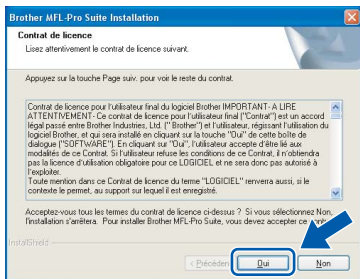 Brother MFL-Pro Suite Installation
Contrat de licence
Lisez attentivement le contrat de licence suivant.
Appuyez sur la touche Page suiv. pour voir le reste du contrat.
Contrat de licence pour l'utilisateur final du logiciel Brother IMPORTANT- A LIRE
ATTENTIVEMENT- Ce contrat de licence pour l'utilisateur final ("Contrat") est un accord
légal passé entre Brother Industries, Ltd. (" Brother") et l'utilisateur, régissant l'utilisation du
logiciel Brother, et qui sera installé en cliquant sur la touche "Oui" de cette boîte de
dialogue ("SOFTWARE"). En cliquant sur "Oui", l'utilisateur accepte d'être lié aux
modalités de ce Contrat. Si l'utilisateur refuse les conditions de ce Contrat, il n'obtiendra
pas la licence d'utilisation obligatoire pour ce LOGICIEL et ne sera donc pas autorisé à
l'exploiter.
Toute mention dans ce Contrat de licence du terme "LOGICIEL" renverra aussi, si le
contexte le permet, au support sur lequel il est enregistré.
Acceptez-vous tous les termes du contrat de licence ci-dessus ? Si vous sélectionnez Non,
l'installation s'arrêtera. Pour installer Brother MFL-Pro Suite, vous devez accepter ce
InstallShield
< Précéden
Oui
Non